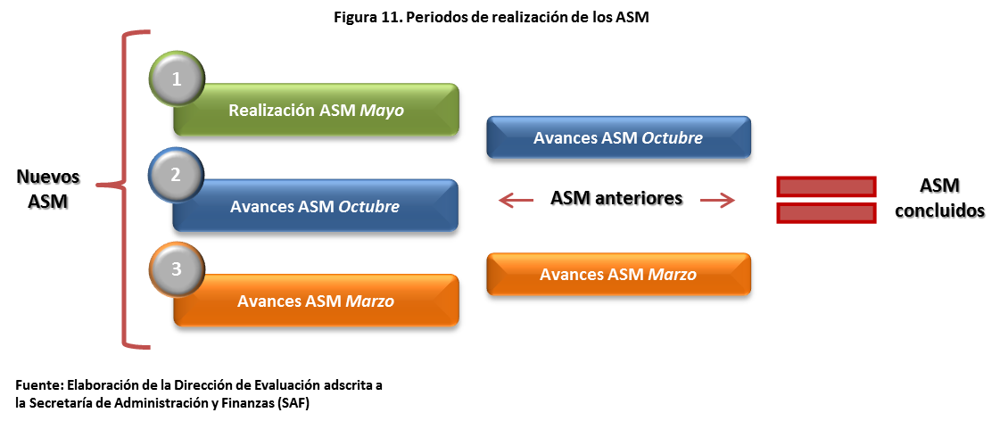 Figura 11. Periodos de realización de los ASM
Nuevos
ASM
1
Realización ASM Mayo
2
Avances ASM Octubre
3
Avances ASM Marzo
Avances ASM Octubre
ASM anteriores
Avances ASM Marzo
ASM
concluidos
Fuente: Elaboración de la Dirección de Evaluación adscrita a
la Secretaría de Administración y Finanzas (SAF)